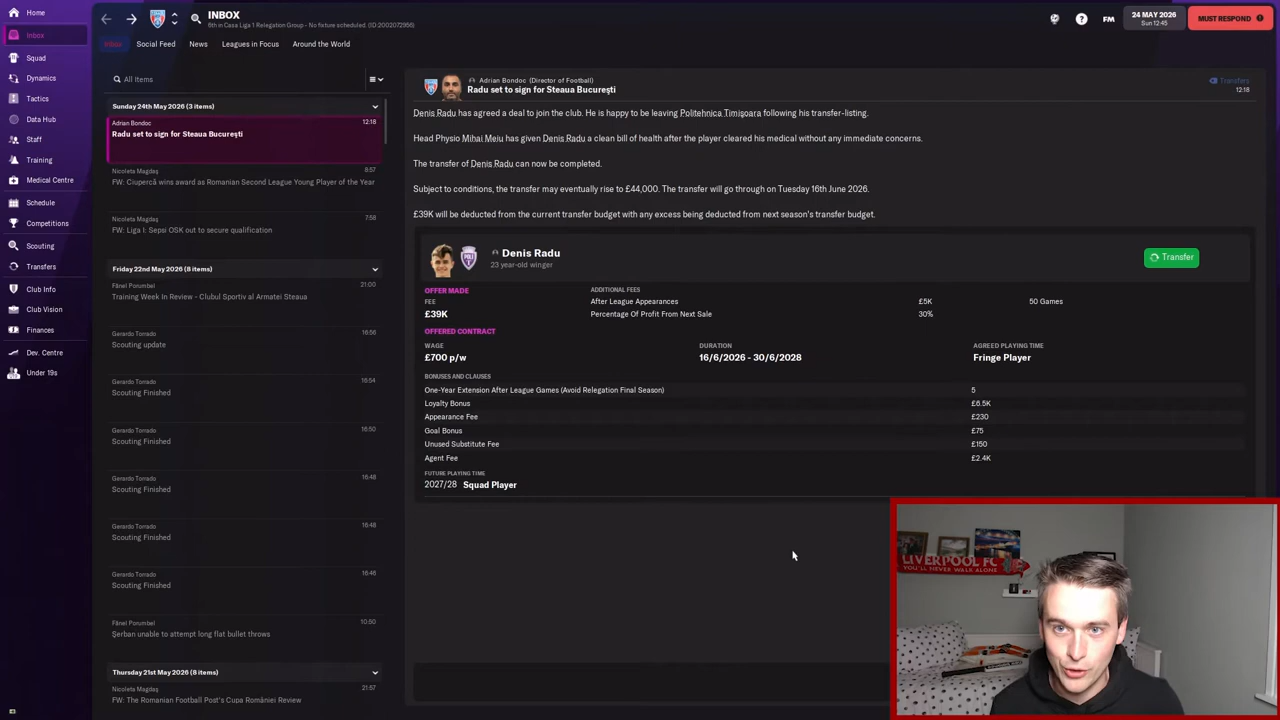 Home
Inbox
Squad
Dynamics
Tactics
Data Hub
Staff
Training
Medical Centre
Schedule
Competitions
Scouting
Transfers
Club Info
Club Vision
Finances
Dev. Centre
Under 19s
INBOX
6th in Casa Liga 1 Relegation Group - No fixture scheduled (ID:2002072956)
FM
24 MAY 2026
Sun 12:45
MUST RESPOND
Inbox
Social Feed
News
Leagues in Focus
Around the World
All Items
Sunday 24th May 2026 (3 items)
Adrian Bondoc 12:18
Radu set to sign for Steaua Bucureşti
Nicoleta Magdaş 8:57
FW: Ciupercă wins award as Romanian Second League Young Player of the Year
Nicoleta Magdaş 7:58
FW: Liga I: Sepsi OSK out to secure qualification
Friday 22nd May 2026 (8 items)
Fănel Porumbel 21:00
Training Week In Review - Clubul Sportiv al Armatei Steaua
Gerardo Torrado 16:56
Scouting update
Gerardo Torrado 16:54
Scouting Finished
Gerardo Torrado 16:50
Scouting Finished
Gerardo Torrado 16:48
Scouting Finished
Gerardo Torrado 16:48
Scouting Finished
Gerardo Torrado 16:46
Scouting Finished
Fănel Porumbel 10:50
Şerban unable to attempt long flat bullet throws
Thursday 21st May 2026 (8 items)
Nicoleta Magdaş 21:57
FW: The Romanian Football Post's Cupa României Review
Adrian Bondoc (Director of Football)
Radu set to sign for Steaua Bucureşti
Transfers
12:18
Denis Radu has agreed a deal to join the club. He is happy to be leaving Politehnica Timişoara following his transfer-listing.
Head Physio Mihai Meiu has given Denis Radu a clean bill of health after the player cleared his medical without any immediate concerns.
The transfer of Denis Radu can now be completed.
Subject to conditions, the transfer may eventually rise to £44,000. The transfer will go through on Tuesday 16th June 2026.
£39K will be deducted from the current transfer budget with any excess being deducted from next season's transfer budget.
Denis Radu
23 year-old winger
Transfer
OFFER MADE
FEE
£39K
ADDITIONAL FEES
After League Appearances £5K 50 Games
Percentage Of Profit From Next Sale 30%
OFFERED CONTRACT
WAGE
£700 p/w
DURATION
16/6/2026 - 30/6/2028
AGREED PLAYING TIME
Fringe Player
BONUSES AND CLAUSES
One-Year Extension After League Games (Avoid Relegation Final Season) 5
Loyalty Bonus £6.5K
Appearance Fee £230
Goal Bonus £75
Unused Substitute Fee £150
Agent Fee £2.4K
FUTURE PLAYING TIME
2027/28 Squad Player
LIVERPOOL FC
YOU'LL NEVER WALK ALONE